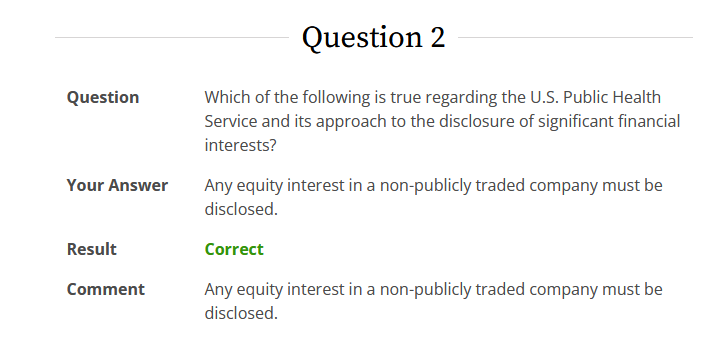 Question 2
Question
Which of the following is true regarding the U.S. Public Health
Service and its approach to the disclosure of significant financial
interests?
Your Answer
Any equity interest in a non-publicly traded company must be
disclosed.
Result
Correct
Comment
Any equity interest in a non-publicly traded company must be
disclosed.